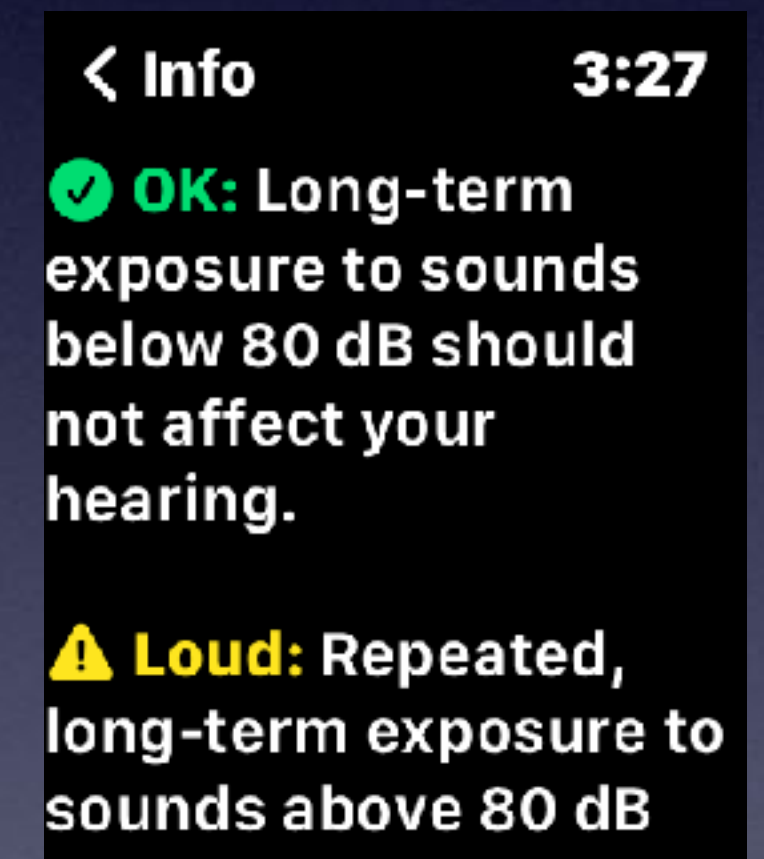 Info 3:27
OK: Long-term
exposure to sounds
below 80 dB should
not affect your
hearing.
Loud: Repeated,
long-term exposure to
sounds above 80 dB